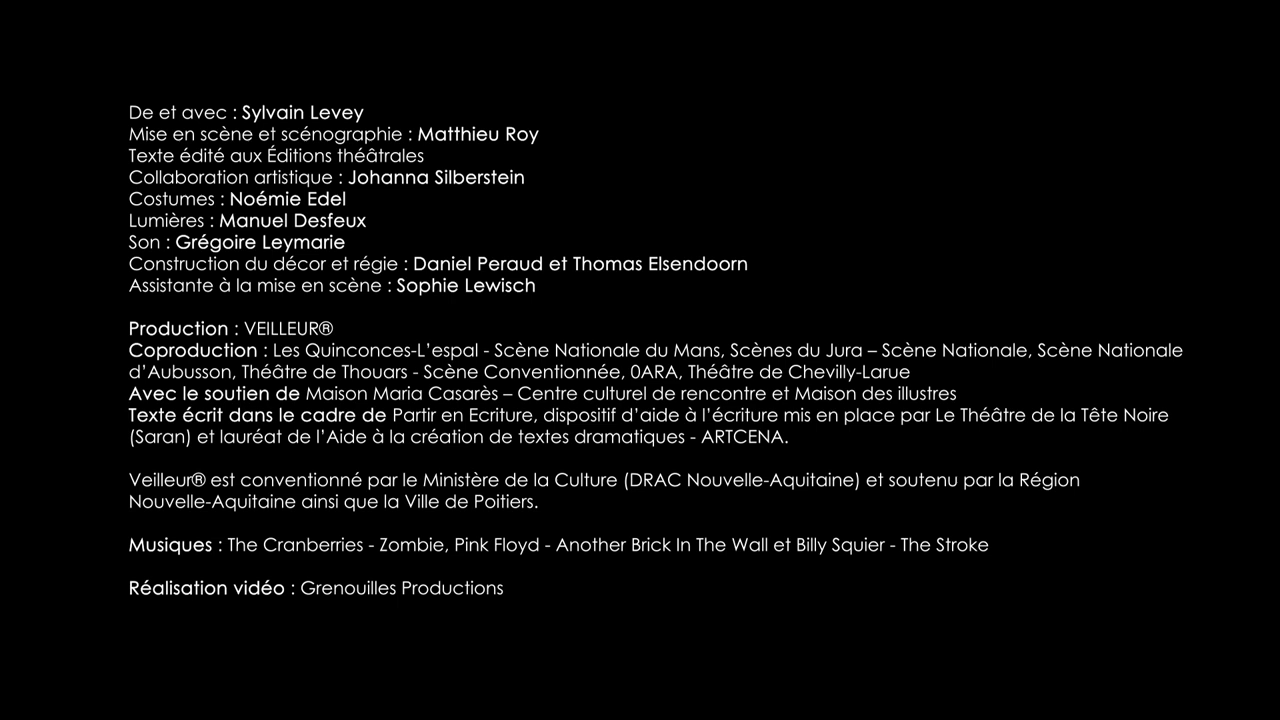 De et avec : Sylvain Levey
Mise en scène et scénographie : Matthieu Roy
Texte édité aux Éditions théâtrales
Collaboration artistique : Johanna Silberstein
Costumes : Noémie Edel
Lumières : Manuel Desfeux
Son : Grégoire Leymarie
Construction du décor et régie : Daniel Peraud et Thomas Elsendoorn
Assistante à la mise en scène : Sophie Lewisch
Production : VEILLEUR®
Coproduction : Les Quinconces-L’espal - Scène Nationale du Mans, Scènes du Jura – Scène Nationale, Scène Nationale
d’Aubusson, Théâtre de Thouars - Scène Conventionnée, 0ARA, Théâtre de Chevilly-Larue
Avec le soutien de Maison Maria Casarès – Centre culturel de rencontre et Maison des illustres
Texte écrit dans le cadre de Partir en Ecriture, dispositif d’aide à l’écriture mis en place par Le Théâtre de la Tête Noire
(Saran) et lauréat de l’Aide à la création de textes dramatiques - ARTCENA.
Veilleur® est conventionné par le Ministère de la Culture (DRAC Nouvelle-Aquitaine) et soutenu par la Région
Nouvelle-Aquitaine ainsi que la Ville de Poitiers.
Musiques : The Cranberries - Zombie, Pink Floyd - Another Brick In The Wall et Billy Squier - The Stroke
Réalisation vidéo : Grenouilles Productions